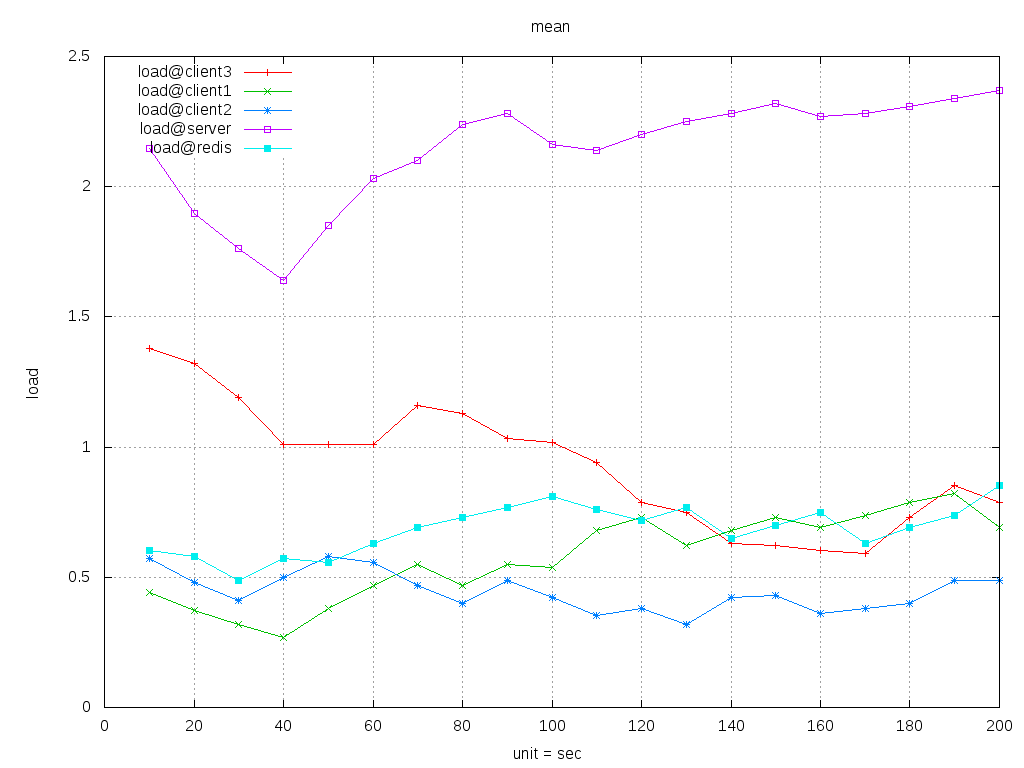 mean
2.5
2
1.5
1
0.5
0
load
load@client3
load@client1
load@client2
load@server
load@redis
0 20 40 60 80 100 120 140 160 180 200
unit = sec